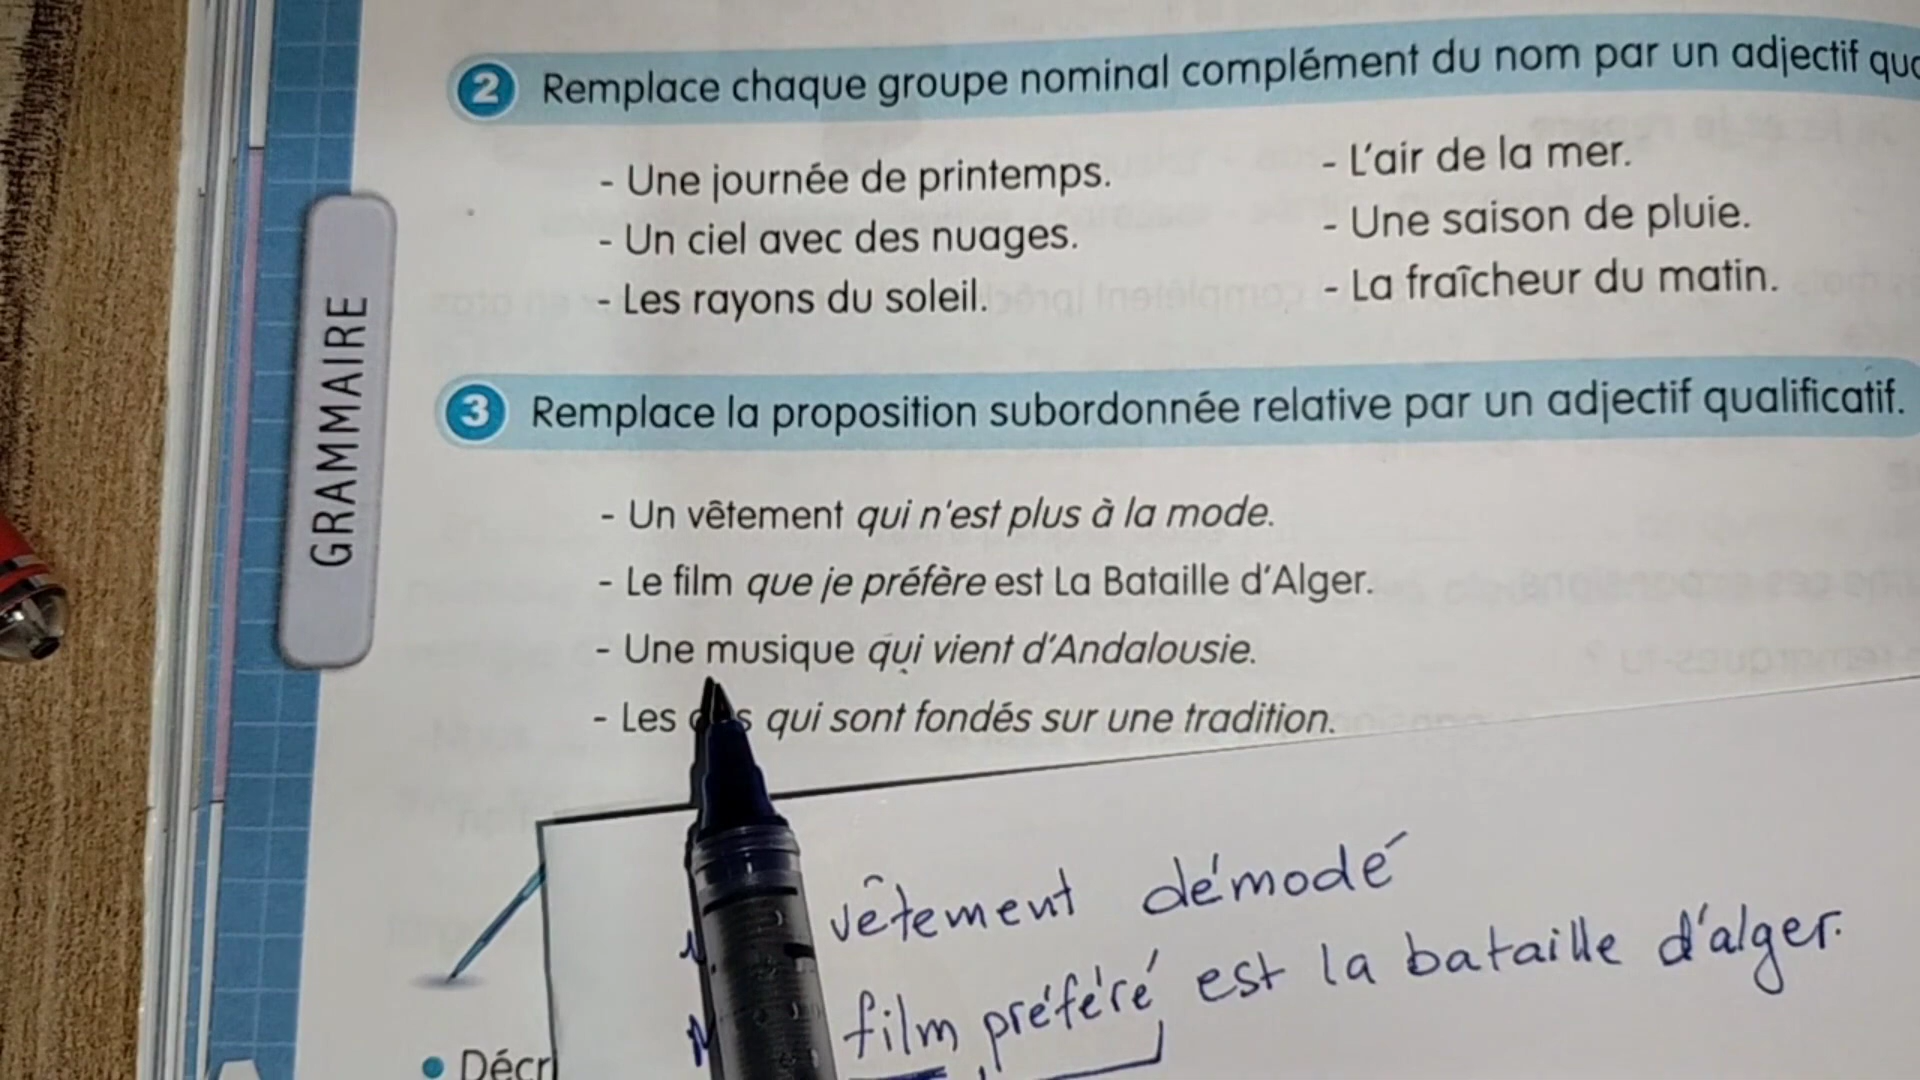 2 Remplace chaque groupe nominal complément du nom par un adjectif
- Une journée de printemps.
- Un ciel avec des nuages.
- Les rayons du soleil.
- L'air de la mer.
- Une saison de pluie.
- La fraîcheur du matin.
GRAMMAIRE
3 Remplace la proposition subordonnée relative par un adjectif qualificatif.
- Un vêtement qui n'est plus à la mode.
- Le film que je préfère est La Bataille d'Alger.
- Une musique qui vient d'Andalousie.
- Les qui sont fondés sur une tradition.
vêtement démodé
film préféré est la bataille d'alger.